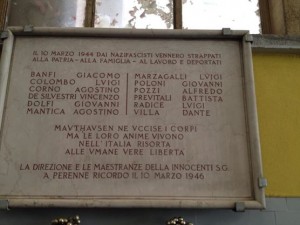 IL 10 MARZO 1944 DAI NAZIFASCISTI VENNERO STRAPPATI
ALLA PATRIA - ALLA FAMIGLIA - AL LAVORO E DEPORTATI
BANFI GIACOMO MARZAGALLI LVIGI
COLOMBO LVIGI POLONI GIOVANNI
CORNO AGOSTINO POZZI ALFREDO
DE SILVESTRI VINCENZO PREVITALI BATTISTA
DOLFI GIOVANNI RADICE LVIGI
MANTICA AGOSTINO VILLA DANTE
MAVTHAVSEN NE VCCISE I CORPI
MA LE LORO ANIME VIVONO
NELL'ITALIA RISORTA
ALLE VMANE VERE LIBERTÀ
LA DIREZIONE E LE MAESTRANZE DELLA INNOCENTI S.G.
A PERENNE RICORDO IL 10 MARZO 1946